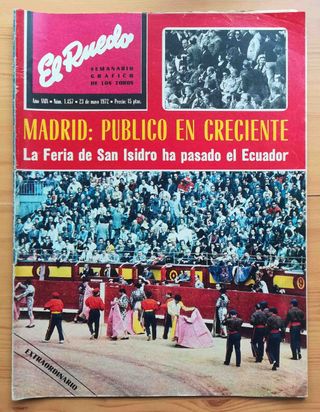 El Ruedo
SEMANARIO
GRÁFICO
DE LOS TOROS
Año XXIX • Núm. 1.457 • 23 de mayo 1972 • Precio: 15 ptas.
MADRID: PUBLICO EN CRECIENTE
La Feria de San Isidro ha pasado el Ecuador
EXTRAORDINARIO